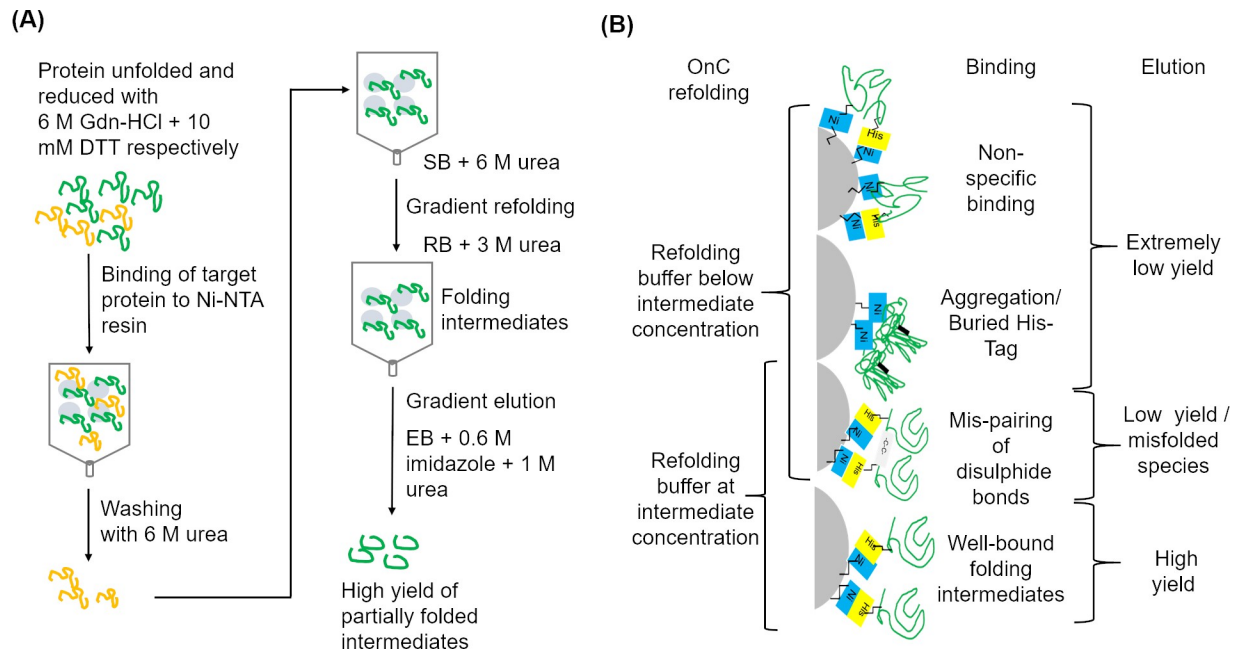 (A)
Protein unfolded and
reduced with
6 M Gdn-HCl + 10
mM DTT respectively
Binding of target
protein to Ni-NTA
resin
Washing
with 6 M urea
SB + 6 M urea
Gradient refolding
RB + 3 M urea
Folding
intermediates
Gradient elution
EB + 0.6 M
imidazole + 1 M
urea
High yield of
partially folded
intermediates
(B)
OnC
refolding
Binding
Elution
Refolding
buffer below
intermediate
concentration
Refolding
buffer at
intermediate
concentration
Ni
His
Ni
Ni
Ni
His
Ni
Ni
His
Ni
Ni
His
His
Ni
Ni
His
Non-
specific
binding
Aggregation/
Buried His-
Tag
Mis-pairing
of
disulphide
bonds
Well-bound
folding
intermediates
Extremely
low yield
Low yield /
misfolded
species
High
yield